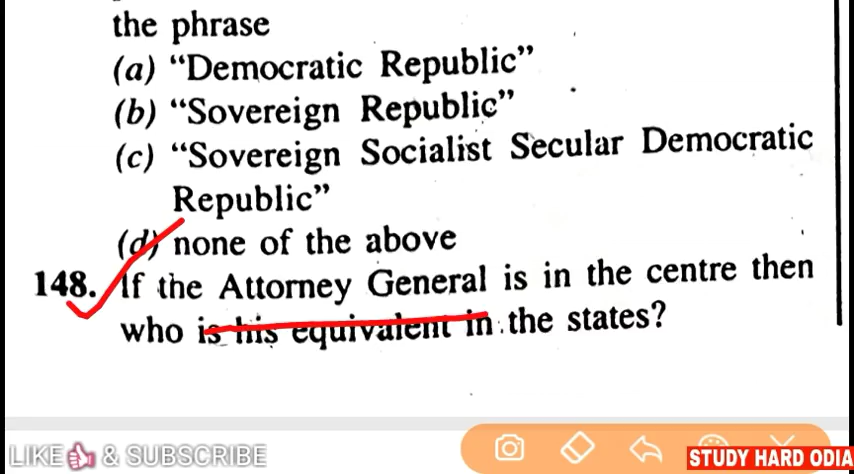 the phrase
(a) “Democratic Republic”
(b) “Sovereign Republic”
(c) “Sovereign Socialist Secular Democratic
Republic”
(d) none of the above
148. If the Attorney General is in the centre then
who is his equivalent in the states?
LIKE & SUBSCRIBE
STUDY HARD ODIA